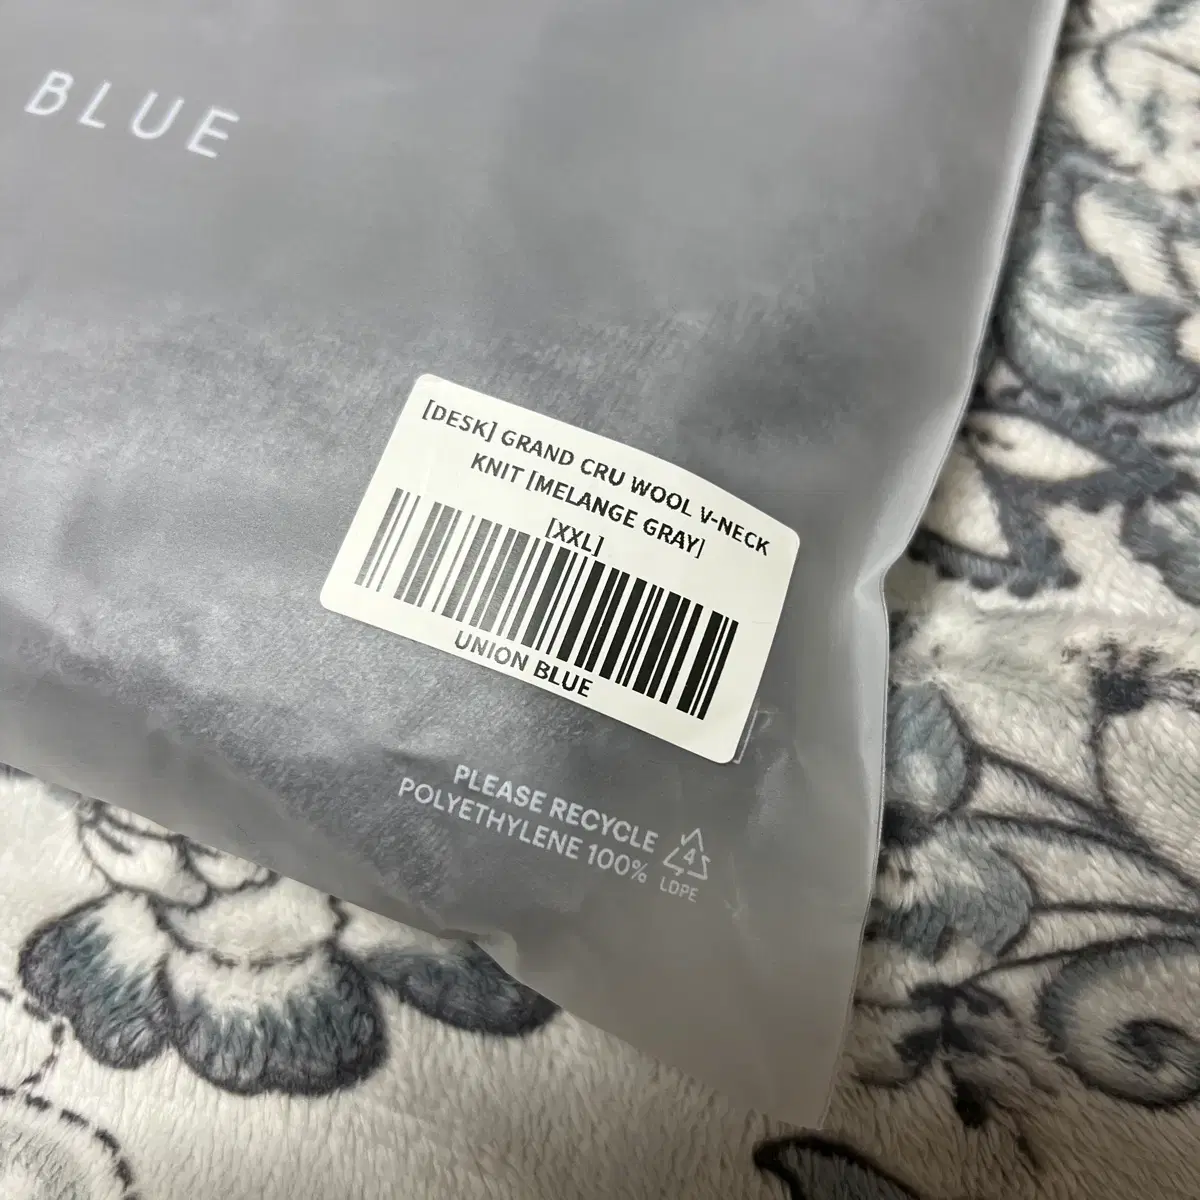 BLUE
[DESK] GRAND CRU WOOL V-NECK
KNIT [MELANGE GRAY]
[XXL]
UNION BLUE
PLEASE RECYCLE
POLYETHYLENE 100%
4
LDPE